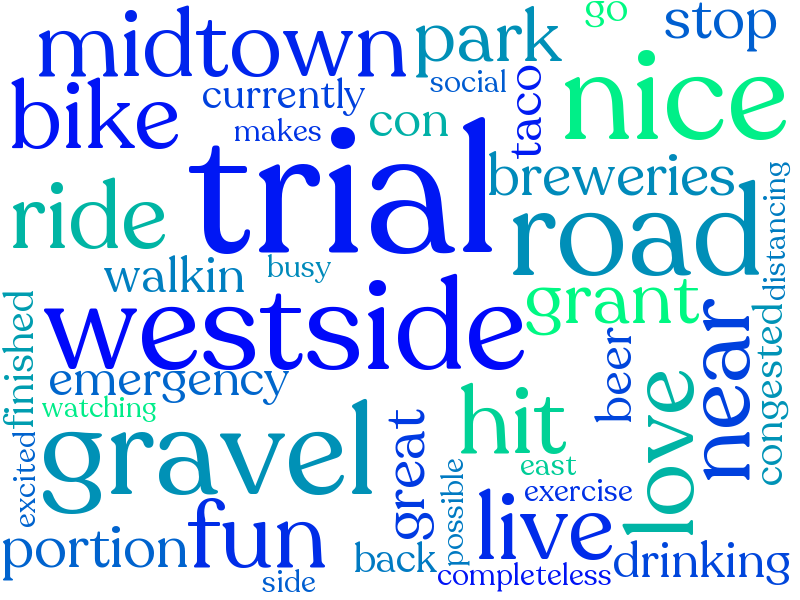 go
stop
midtown
park
nice
social
taco
bike
currently
con
makes
trial
breweries
distancing
ride
road
walkin
busy
westside
grant
near
congested
beer
emergency
finished
love
watching
hit
gravel
great
excited
east
possible
exercise
live
fun
portion
back
drinking
completeless
side